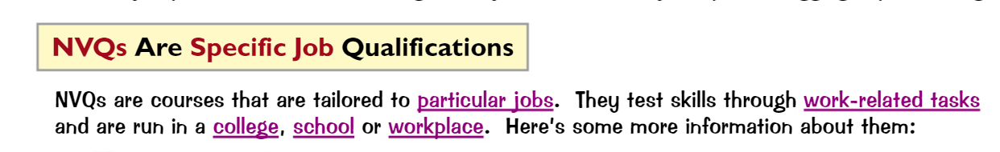 NVQs Are Specific Job Qualifications
NVQs are courses that are tailored to particular jobs. They test skills through work-related tasks
and are run in a college, school or workplace. Here's some more information about them: